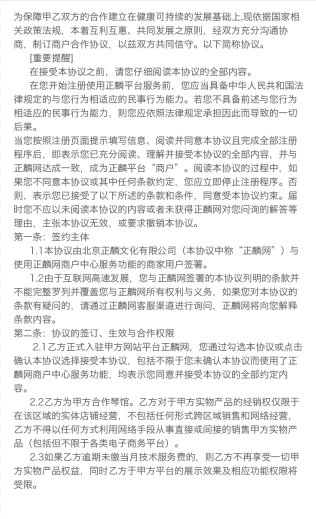 为保障甲乙双方的合作建立在健康可持续的发展基础上,现依据国家相
关政策法规，本着互利互惠、共同发展之原则，经双方充分沟通协
商，制订商户合作协议，以兹双方共同信守。以下简称协议。
[重要提醒]
在接受本协议之前，请您仔细阅读本协议的全部内容。
在您开始注册使用正麟平台服务前，您应当具备中华人民共和国法
律规定的与您行为相适应的民事行为能力。若您不具备前述与您行为
相适应的民事行为能力，则您应依照法律规定承担因此而导致的一切
后果。
当您按照注册页面提示填写信息、阅读并同意本协议且完成全部注册
程序后，即表示您已充分阅读、理解并接受本协议的全部内容，并与
正麟网达成一致，成为正麟平台“商户”。阅读本协议的过程中，如
果您不同意本协议或其中任何条款约定，您应立即停止注册程序。否
则，表示您已接受了以下所述的条款和条件，同意受本协议约束。届
时您不应以未阅读本协议的内容或者未获得正麟网对您问询的解答等
理由，主张本协议无效，或要求撤销本协议。
第一条：签约主体
1.1本协议由北京正麟文化有限公司（本协议中称“正麟网”）与
使用正麟网商户中心服务功能的商家用户签署。
1.2由于互联网高速发展，您与正麟网签署的本协议列明的条款并
不能完整罗列并覆盖您与正麟网所有权利与义务，如果您对本协议的
条款有疑问的，请通过正麟网客服渠道进行询问，正麟网将向您解释
条款内容。
第二条：协议的签订、生效与合作权限
2.1乙方正式入驻甲方网站平台正麟网，您通过勾选本协议或点击
确认本协议选择接受本协议，包括不限于您未确认本协议而使用了正
麟网商户中心服务功能，均表示您同意并接受本协议的全部约定内
容。
2.2乙方为甲方合作琴馆。乙方对于甲方实物产品的经销权仅限于
在该区域的实体店铺经营，不包括任何形式跨区域销售和网络经营，
乙方不得以任何方式利用网络手段从事直接或间接的销售甲方实物产
品（包括但不限于各类电子商务平台）。
2.3如果乙方逾期未缴当月技术服务费的，则乙方不再享受一切甲
方实物产品权益，同时乙方于甲方平台的展示效果及相应功能权限将
受限。